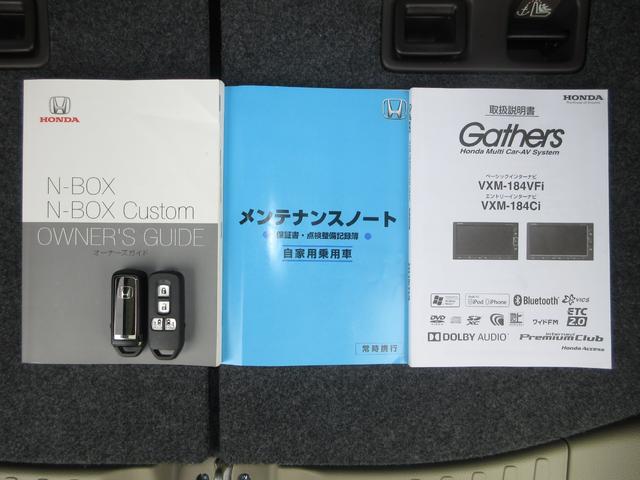 HONDA
N-BOX
N-BOX Custom
OWNER'S GUIDE
オーナーズガイド
メンテナンスノート
保証書・点検整備記録簿
自家用乗用車
常時携行
HONDA
取扱説明書
Gathers
Honda Multi Car-AV System
ベーシックインターナビ
VXM-184VFi
エントリーインターナビ
VXM-184Ci
iPod iPhone
Bluetooth
VICS
DVD
SD XC
ワイドFM
ETC 2.0
DOLBY AUDIO
internavi
PremiumClub
Honda Access